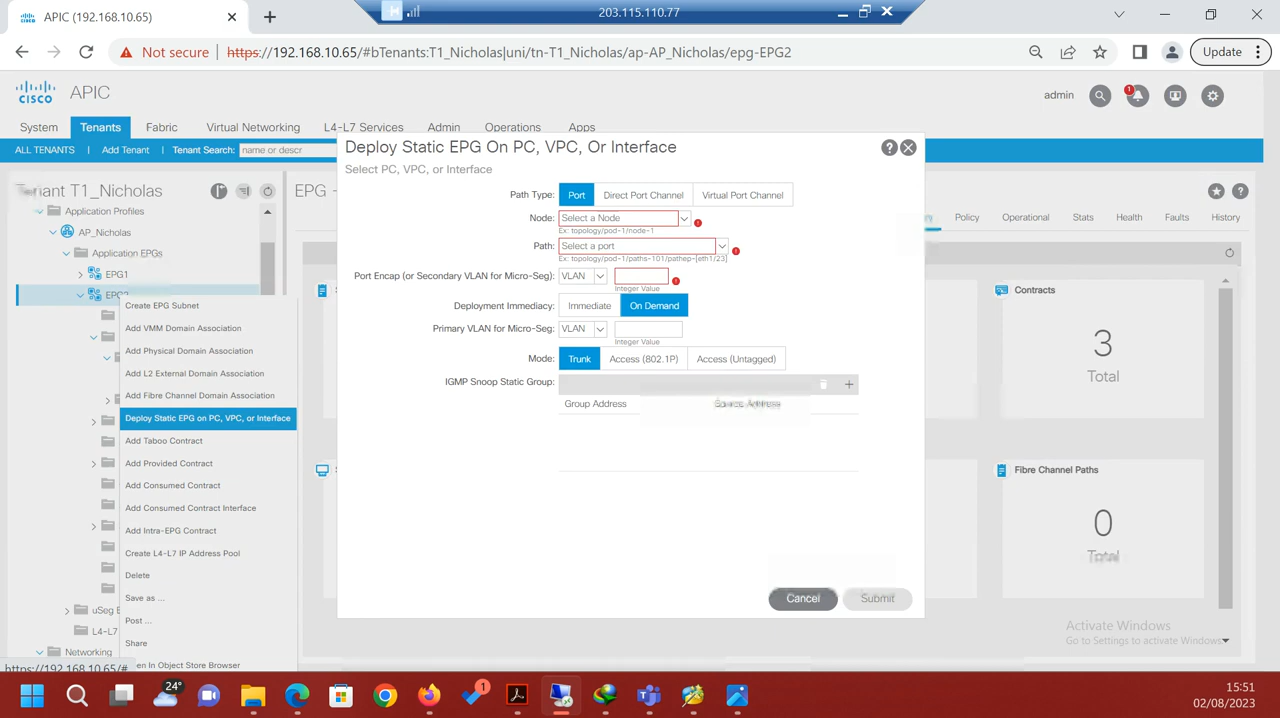 APIC (192.168.10.65)
203.115.110.77
Not secure
https://192.168.10.65/#bTenants:T1_Nicholas|uni/tn-T1_Nicholas/ap-AP_Nicholas/epg-EPG2
Update
CISCO
APIC
admin
1
System
Tenants
Fabric
Virtual Networking
L4-L7 Services
Admin
Operations
Apps
ALL TENANTS
Add Tenant
Tenant Search:
name or descr
Tenant T1_Nicholas
Application Profiles
AP_Nicholas
Application EPGs
EPG1
EPG2
Create EPG Subnet
Add VMM Domain Association
Add Physical Domain Association
Add L2 External Domain Association
Add Fibre Channel Domain Association
Deploy Static EPG on PC, VPC, or Interface
Add Taboo Contract
Add Provided Contract
Add Consumed Contract
Add Consumed Contract Interface
Add Intra-EPG Contract
Create L4-L7 IP Address Pool
Delete
Save as ...
Post ...
Share
en In Object Store Browser
uSeg E
L4-L7
Networking
https://192.168.10.65/#
EPG -
Deploy Static EPG On PC, VPC, Or Interface
Select PC, VPC, or Interface
Path Type:
Port
Direct Port Channel
Virtual Port Channel
Node:
Select a Node
Ex: topology/pod-1/node-1
Path:
Select a port
Ex: topology/pod-1/paths-101/pathep-[eth1/23]
Port Encap (or Secondary VLAN for Micro-Seg):
VLAN
Integer Value
Deployment Immediacy:
Immediate
On Demand
Primary VLAN for Micro-Seg:
VLAN
Integer Value
Mode:
Trunk
Access (802.1P)
Access (Untagged)
IGMP Snoop Static Group:
Group Address
Source Address
Cancel
Submit
Policy
Operational
Stats
Health
Faults
History
Contracts
3
Total
Fibre Channel Paths
0
Total
Activate Windows
Go to Settings to activate Windows.
24°
1
15:51
02/08/2023